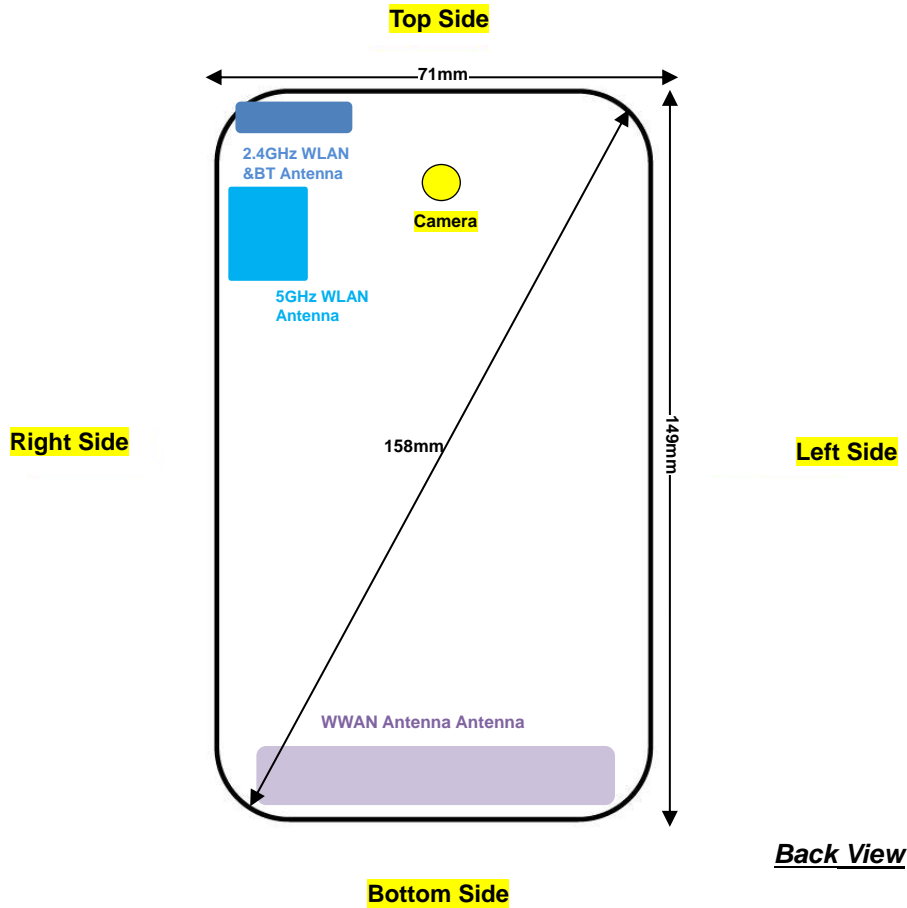 Top Side
71mm
2.4GHz WLAN
&BT Antenna
Camera
5GHz WLAN
Antenna
149mm
Right Side
158mm
Left Side
WWAN Antenna Antenna
Back View
Bottom Side